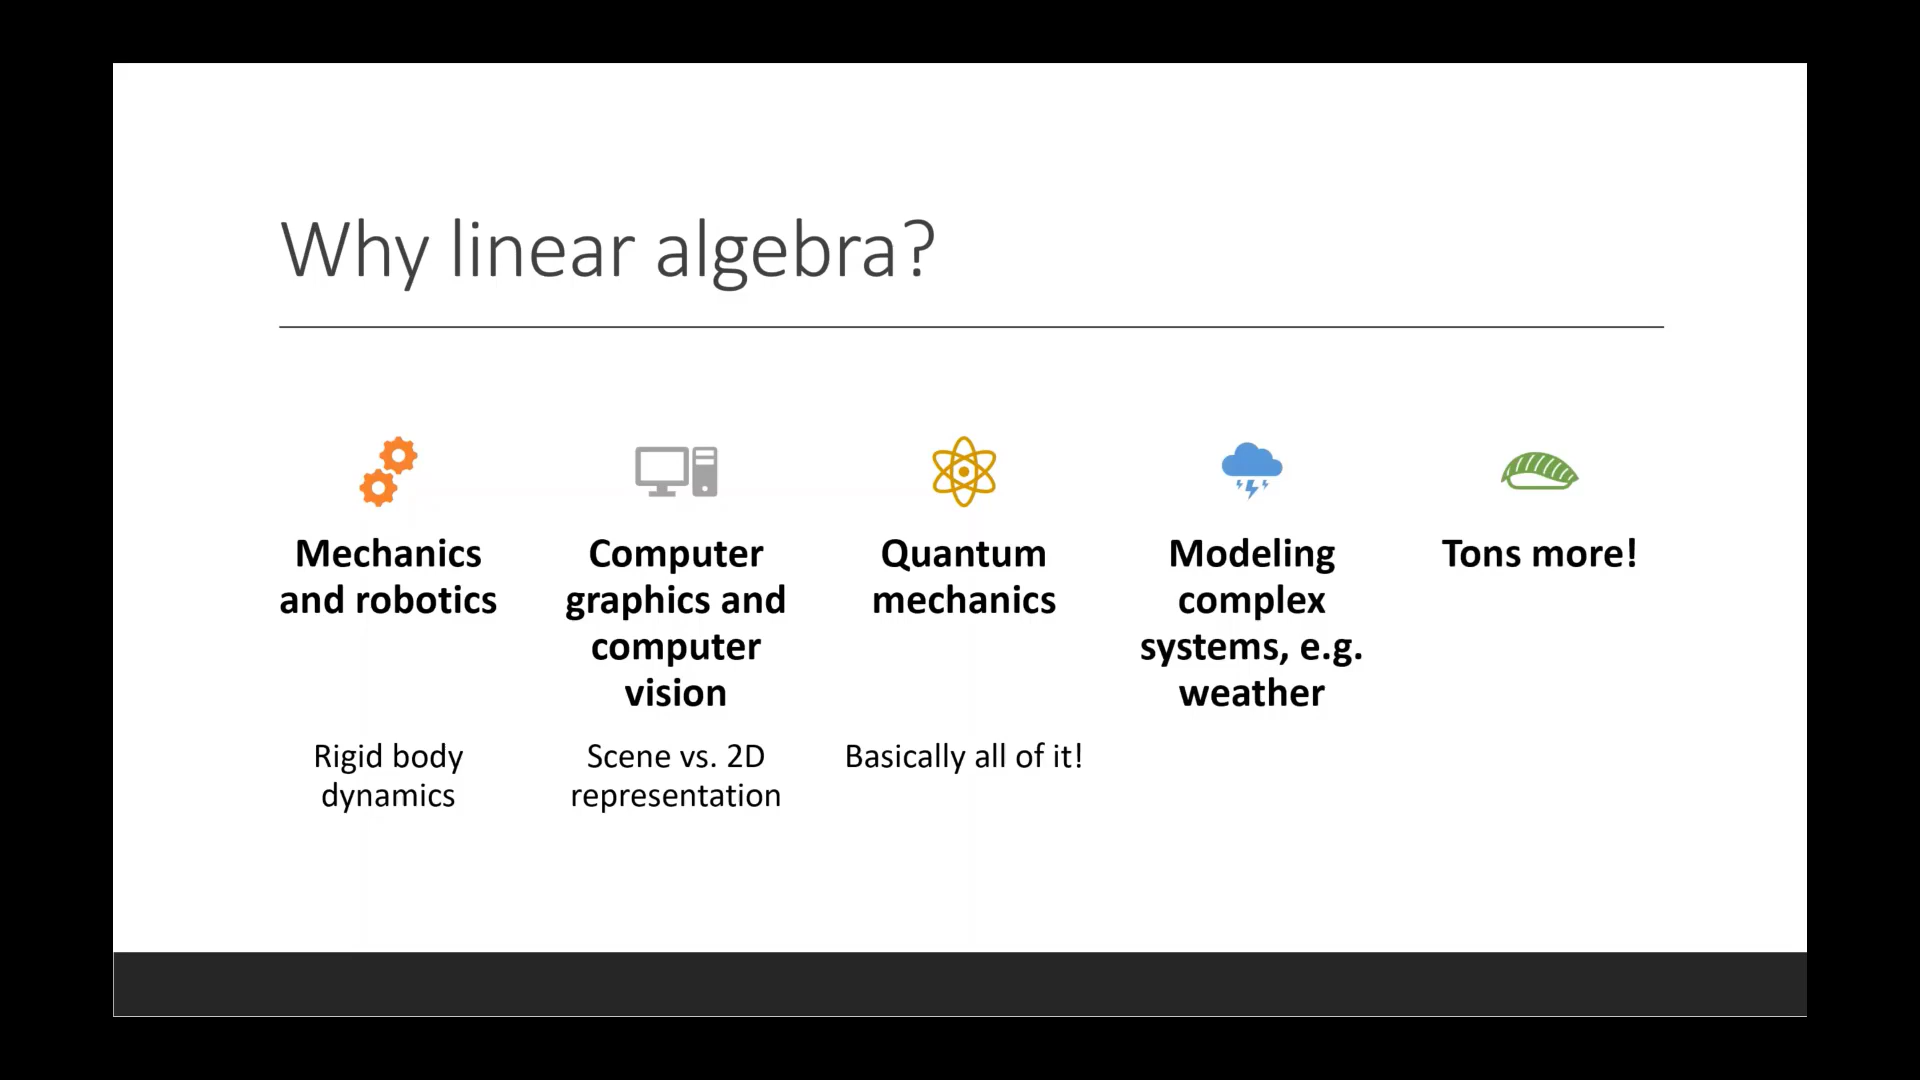 Why linear algebra?
Mechanics
and robotics
Rigid body
dynamics
Computer
graphics and
computer
vision
Scene vs. 2D
representation
Quantum
mechanics
Basically all of it!
Modeling
complex
systems, e.g.
weather
Tons more!